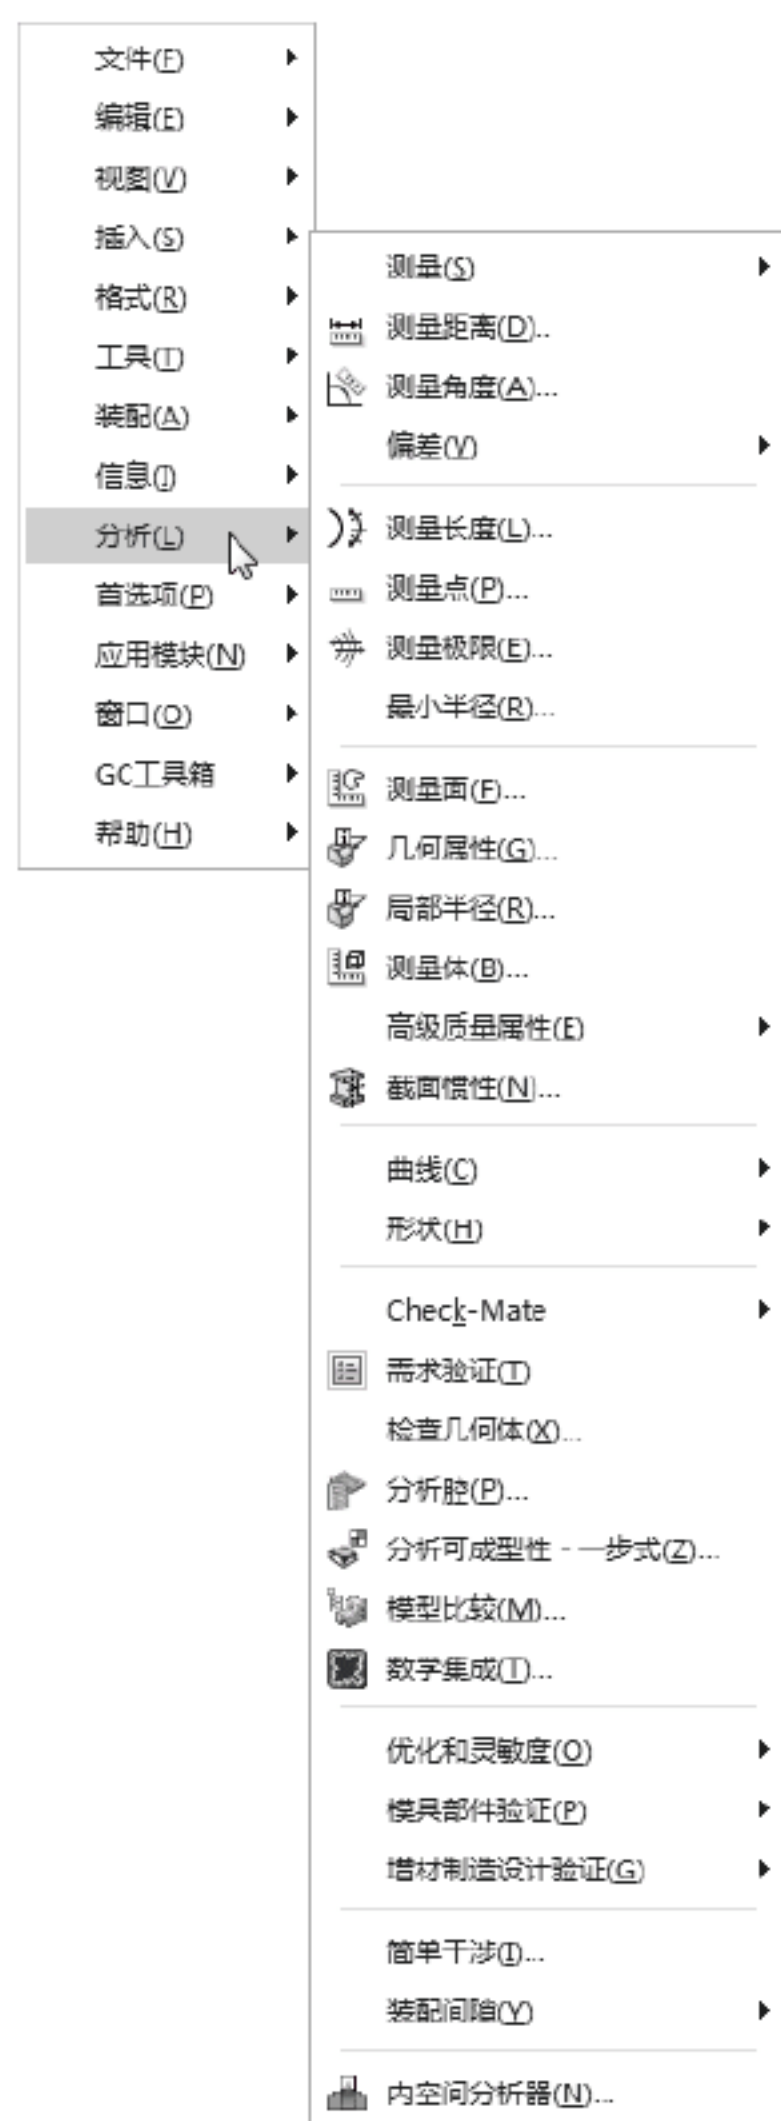 文件(F)
编辑(E)
视图(V)
插入(S)
格式(R)
工具(T)
装配(A)
信息(I)
分析(L)
首选项(P)
应用模块(N)
窗口(O)
GC工具箱
帮助(H)
测量(S)
测量距离(D)...
测量角度(A)...
偏差(V)
测量长度(L)...
测量点(P)...
测量极限(E)...
最小半径(R)...
测量面(F)...
几何属性(G)...
局部半径(R)...
测量体(B)...
高级质量属性(E)
截面惯性(N)...
曲线(C)
形状(H)
Check-Mate
需求验证(T)
检查几何体(X)...
分析腔(P)...
分析可成型性 - 一步式(Z)...
模型比较(M)...
数学集成(T)...
优化和灵敏度(O)
模具部件验证(P)
增材制造设计验证(G)
简单干涉(I)...
装配间隙(Y)
内空间分析器(N)...